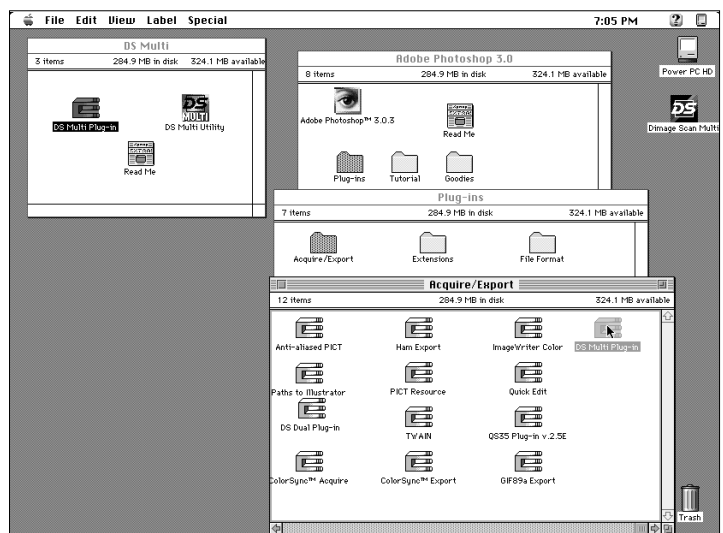 File Edit View Label Special 7:05 PM
DS Multi
3 items 284.9 MB in disk 324.1 MB available
DS Multi Plug-in
DS MULTI
DS Multi Utility
EXTRA!
Read Me
Adobe Photoshop 3.0
8 items 284.9 MB in disk 324.1 MB available
Adobe Photoshop™ 3.0.3
EXTRA!
Read Me
Plug-ins Tutorial Goodies
Plug-ins
7 items 284.9 MB in disk 324.1 MB available
Acquire/Export Extensions File Format
Acquire/Export
12 items 284.9 MB in disk 324.1 MB available
Anti-aliased PICT Ham Export ImageWriter Color DS Multi Plug-in
Paths to Illustrator PICT Resource Quick Edit
DS Dual Plug-in TWAIN QS35 Plug-in v.2.5E
ColorSync™ Acquire ColorSync™ Export GIF89a Export
Power PC HD
DS
Dimage Scan Multi
Trash